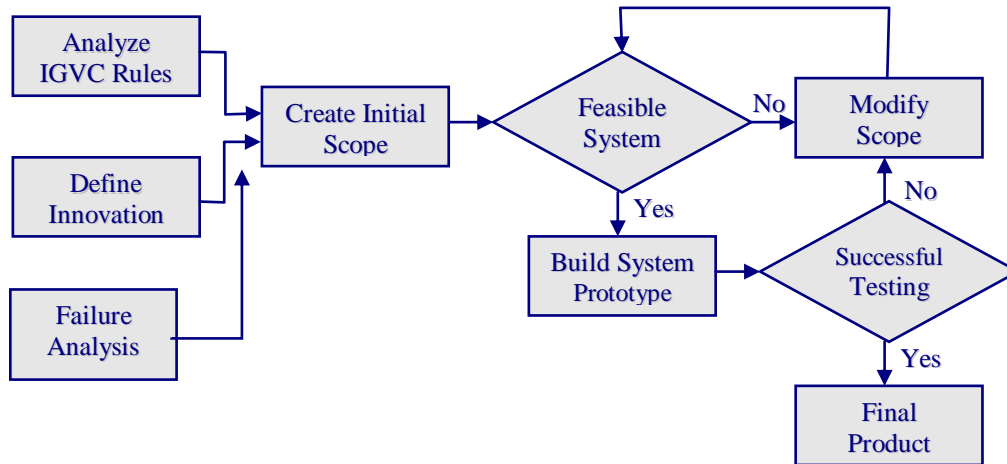 Analyze
IGVC Rules
Create Initial
Scope
Define
Innovation
Failure
Analysis
Feasible
System
No
Modify
Scope
Yes
No
Build System
Prototype
Successful
Testing
Yes
Final
Product